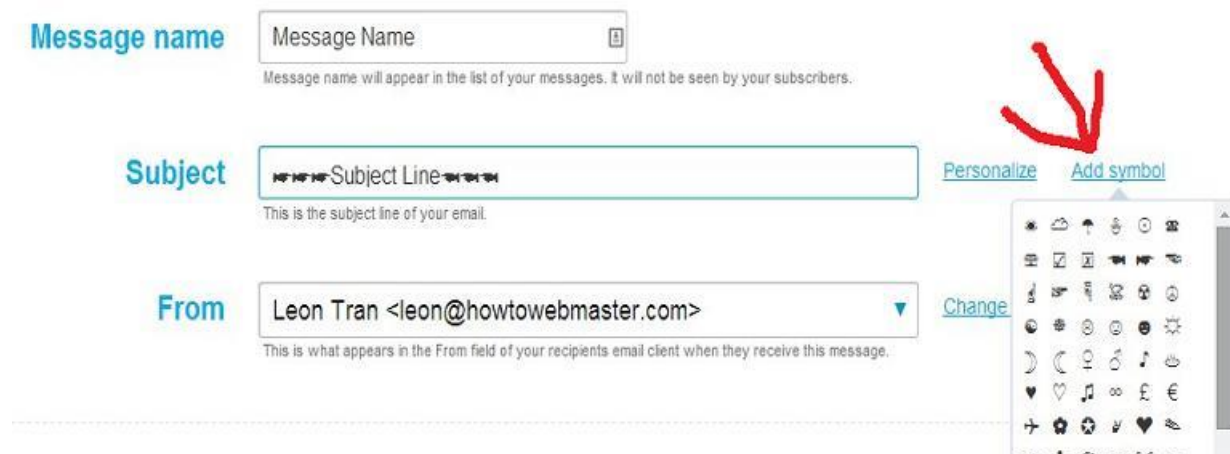 Message name
Message Name
Message name will appear in the list of your messages. It will not be seen by your subscribers.
Subject
☛☛☛Subject Line☚☚☚
Personalize Add symbol
This is the subject line of your email.
From
Leon Tran <leon@howtowebmaster.com>
Change
This is what appears in the From field of your recipients email client when they receive this message.